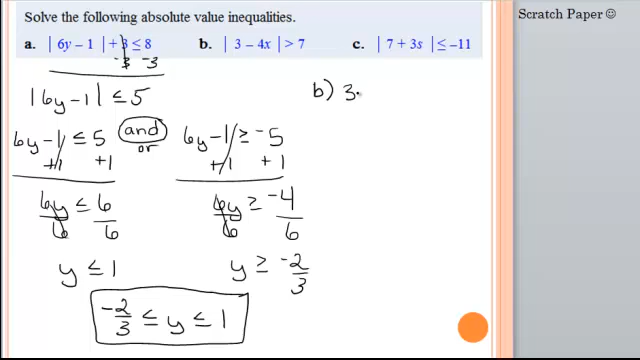 Scratch Paper ☺
Solve the following absolute value inequalities.
a. | 6y – 1 | + 3 ≤ 8 b. | 3 – 4x | > 7 c. | 7 + 3s | ≤ –11
-3 -3
|6y-1| ≤ 5
b) 3-
6y-1 ≤ 5 and 6y-1 ≥ -5
or
+1 +1 +1 +1
6y ≤ 6 6y ≥ -4
6 6 6 6
y ≤ 1 y ≥ -2/3
-2/3 ≤ y ≤ 1